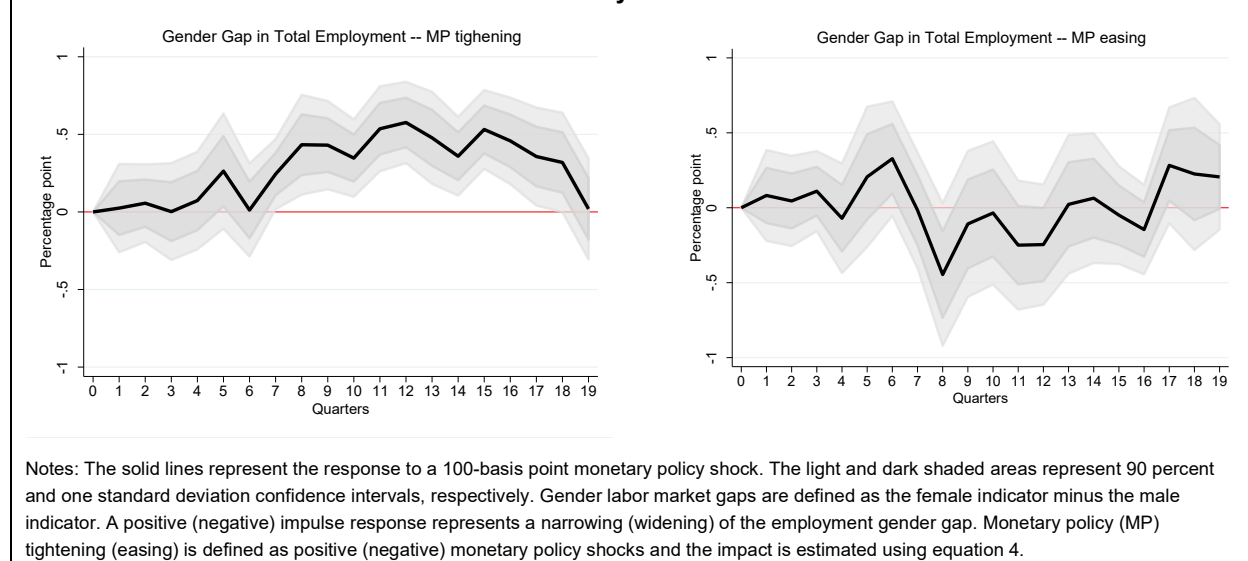 Gender Gap in Total Employment -- MP tighening
Percentage point
1
.5
0
-.5
-1
0 1 2 3 4 5 6 7 8 9 10 11 12 13 14 15 16 17 18 19
Quarters
Gender Gap in Total Employment -- MP easing
Percentage point
1
.5
0
-.5
-1
0 1 2 3 4 5 6 7 8 9 10 11 12 13 14 15 16 17 18 19
Quarters
Notes: The solid lines represent the response to a 100-basis point monetary policy shock. The light and dark shaded areas represent 90 percent
and one standard deviation confidence intervals, respectively. Gender labor market gaps are defined as the female indicator minus the male
indicator. A positive (negative) impulse response represents a narrowing (widening) of the employment gender gap. Monetary policy (MP)
tightening (easing) is defined as positive (negative) monetary policy shocks and the impact is estimated using equation 4.